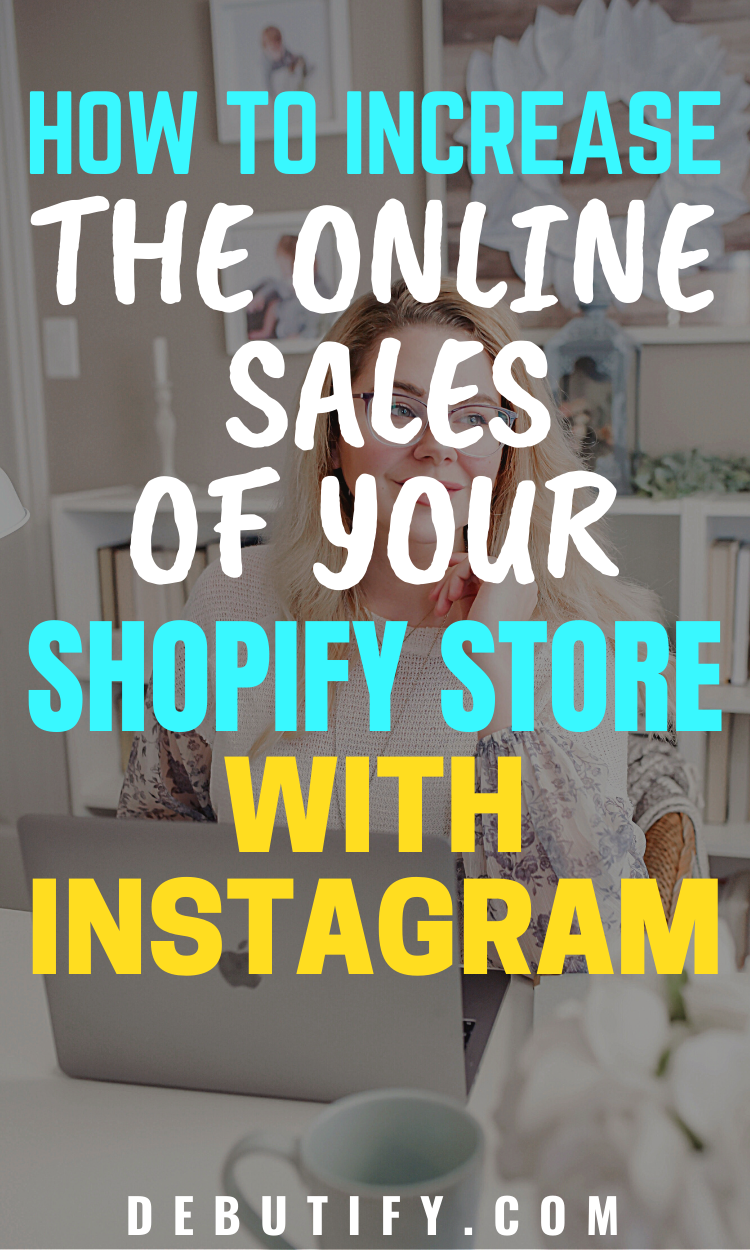 HOW TO INCREASE
THE ONLINE
SALES
OF YOUR
SHOPIFY STORE
WITH
INSTAGRAM
DEBUTIFY.COM